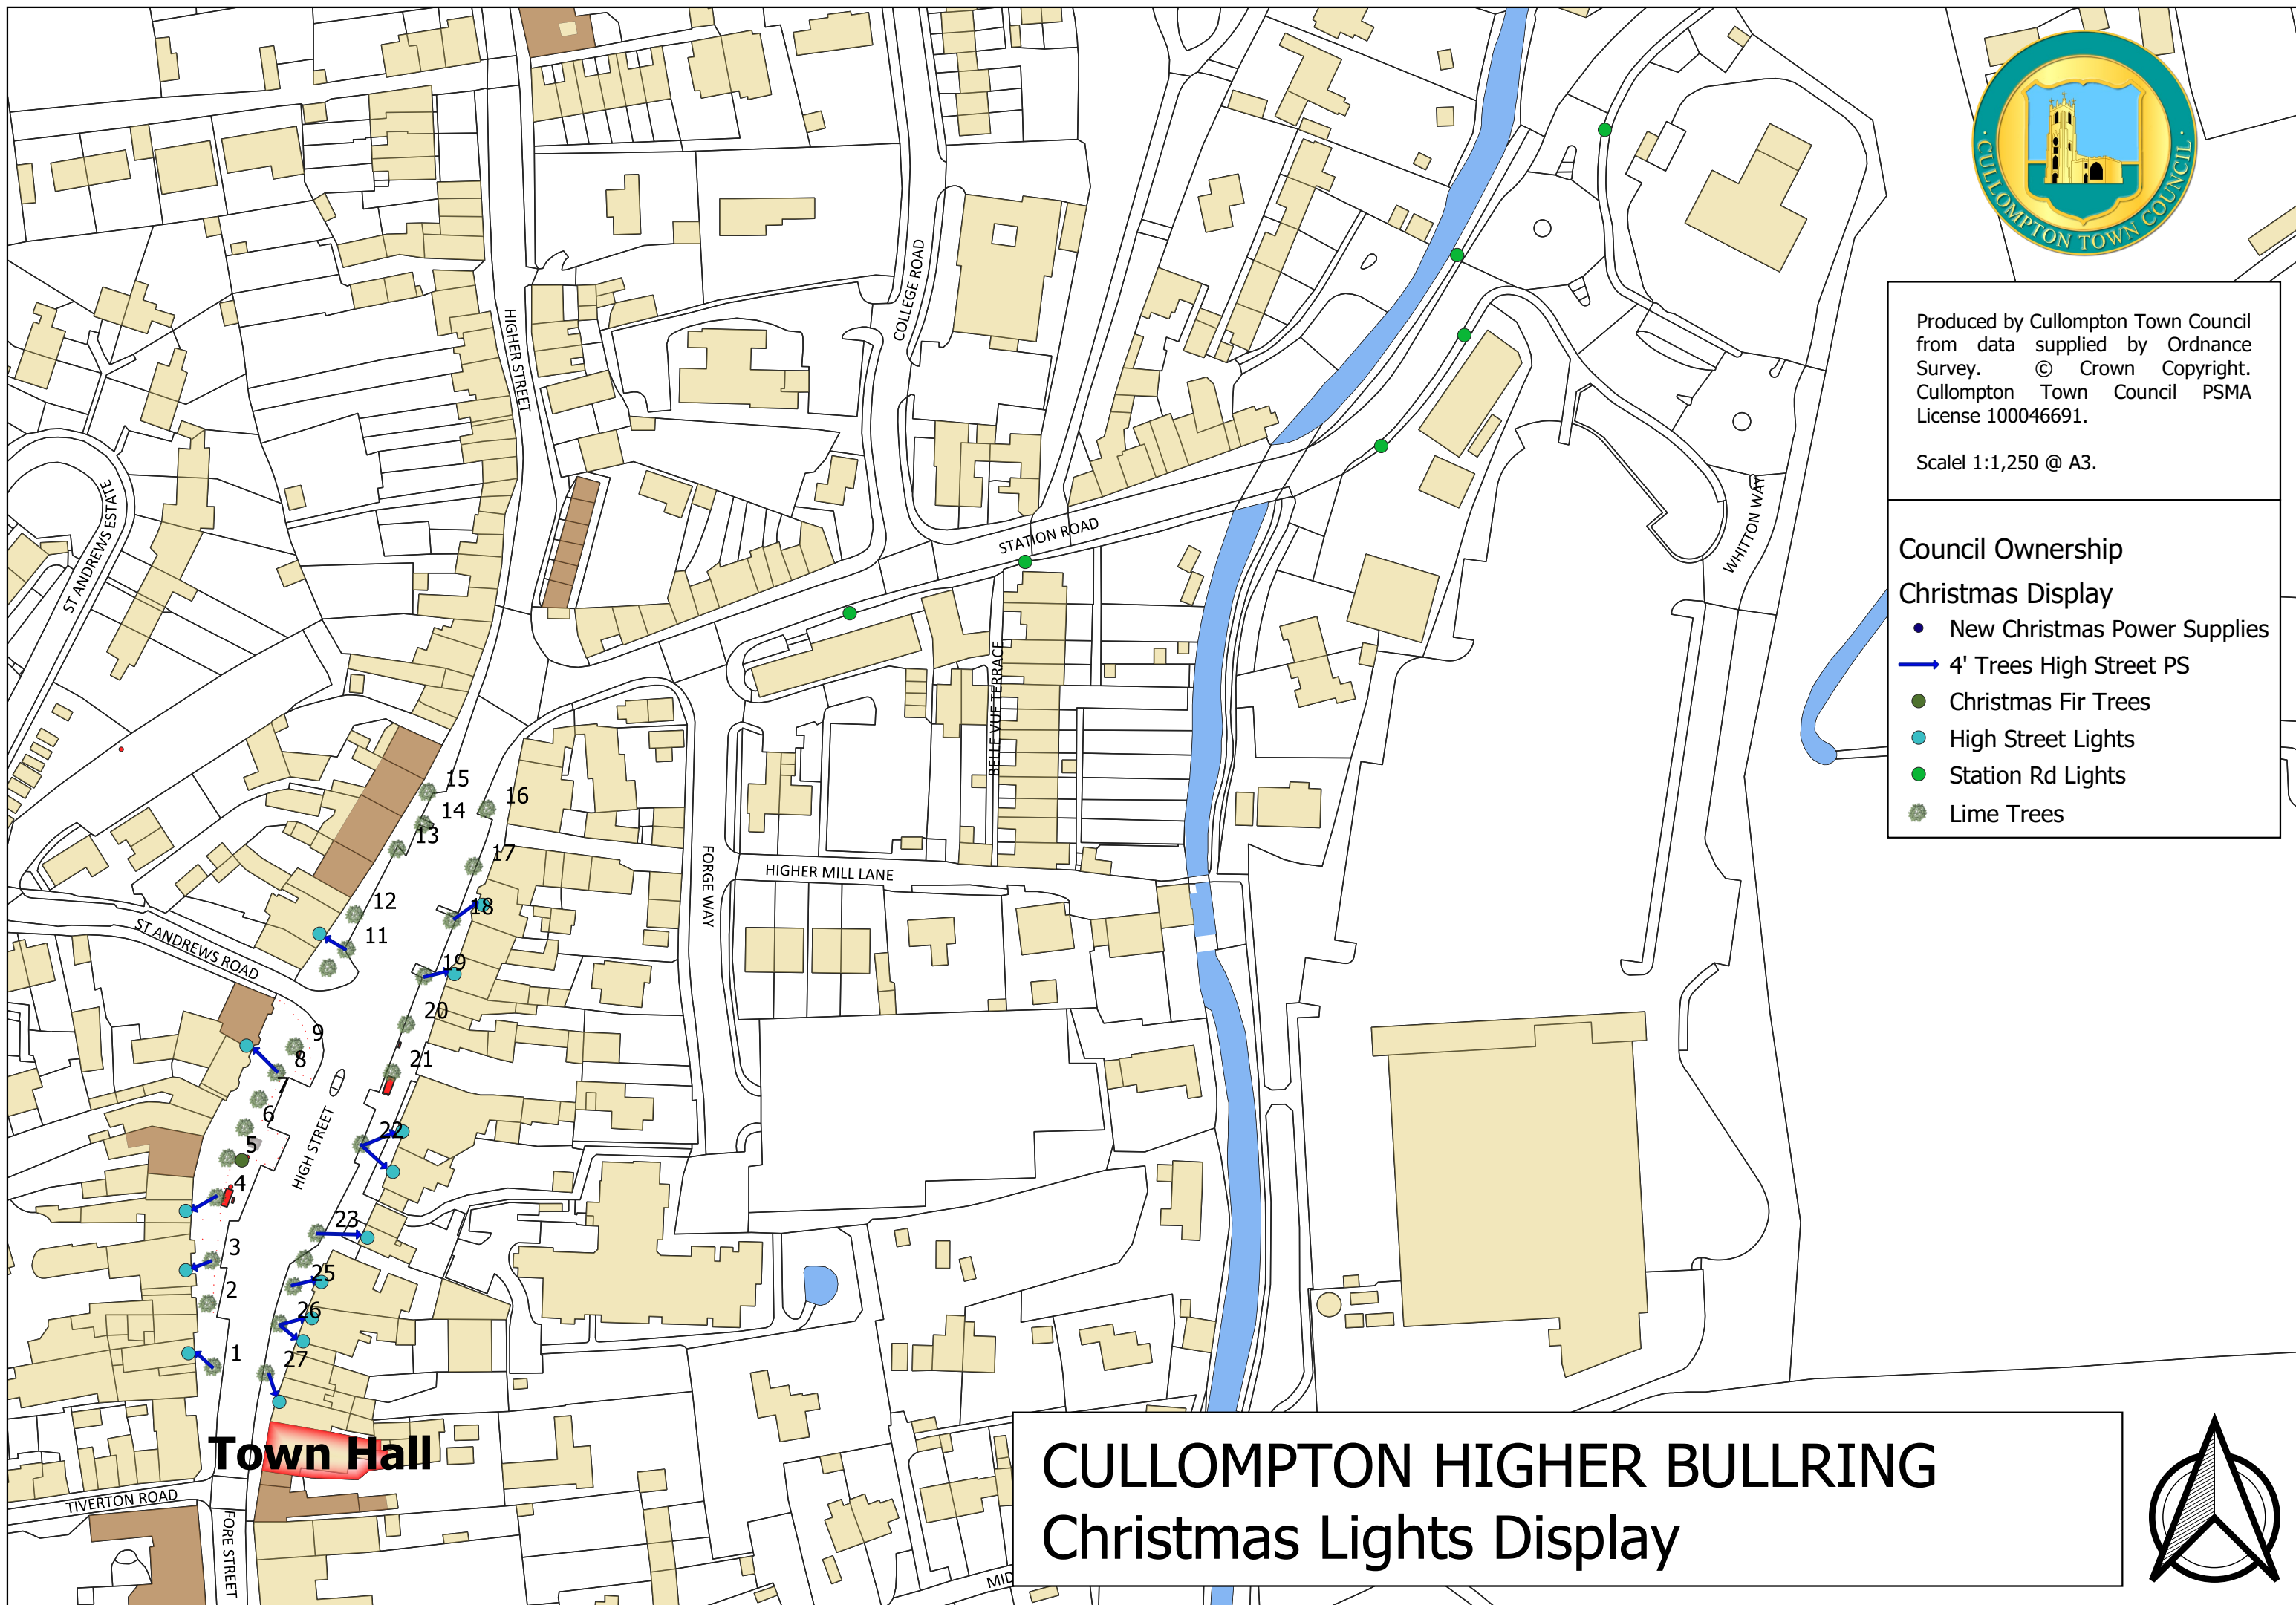 · CULLOMPTON TOWN COUNCIL ·
Produced by Cullompton Town Council
from data supplied by Ordnance
Survey. © Crown Copyright.
Cullompton Town Council PSMA
License 100046691.
Scalel 1:1,250 @ A3.
Council Ownership
Christmas Display
New Christmas Power Supplies
4' Trees High Street PS
Christmas Fir Trees
High Street Lights
Station Rd Lights
Lime Trees
COLLEGE ROAD
HIGHER STREET
ST ANDREWS ESTATE
STATION ROAD
WHITTON WAY
BELLE VUE TERRACE
FORGE WAY
HIGHER MILL LANE
ST ANDREWS ROAD
HIGH STREET
15
14
16
13
17
12
18
11
19
20
9
8
21
7
6
22
5
4
23
3
25
2
26
1
27
Town Hall
TIVERTON ROAD
FORE STREET
MID
CULLOMPTON HIGHER BULLRING
Christmas Lights Display